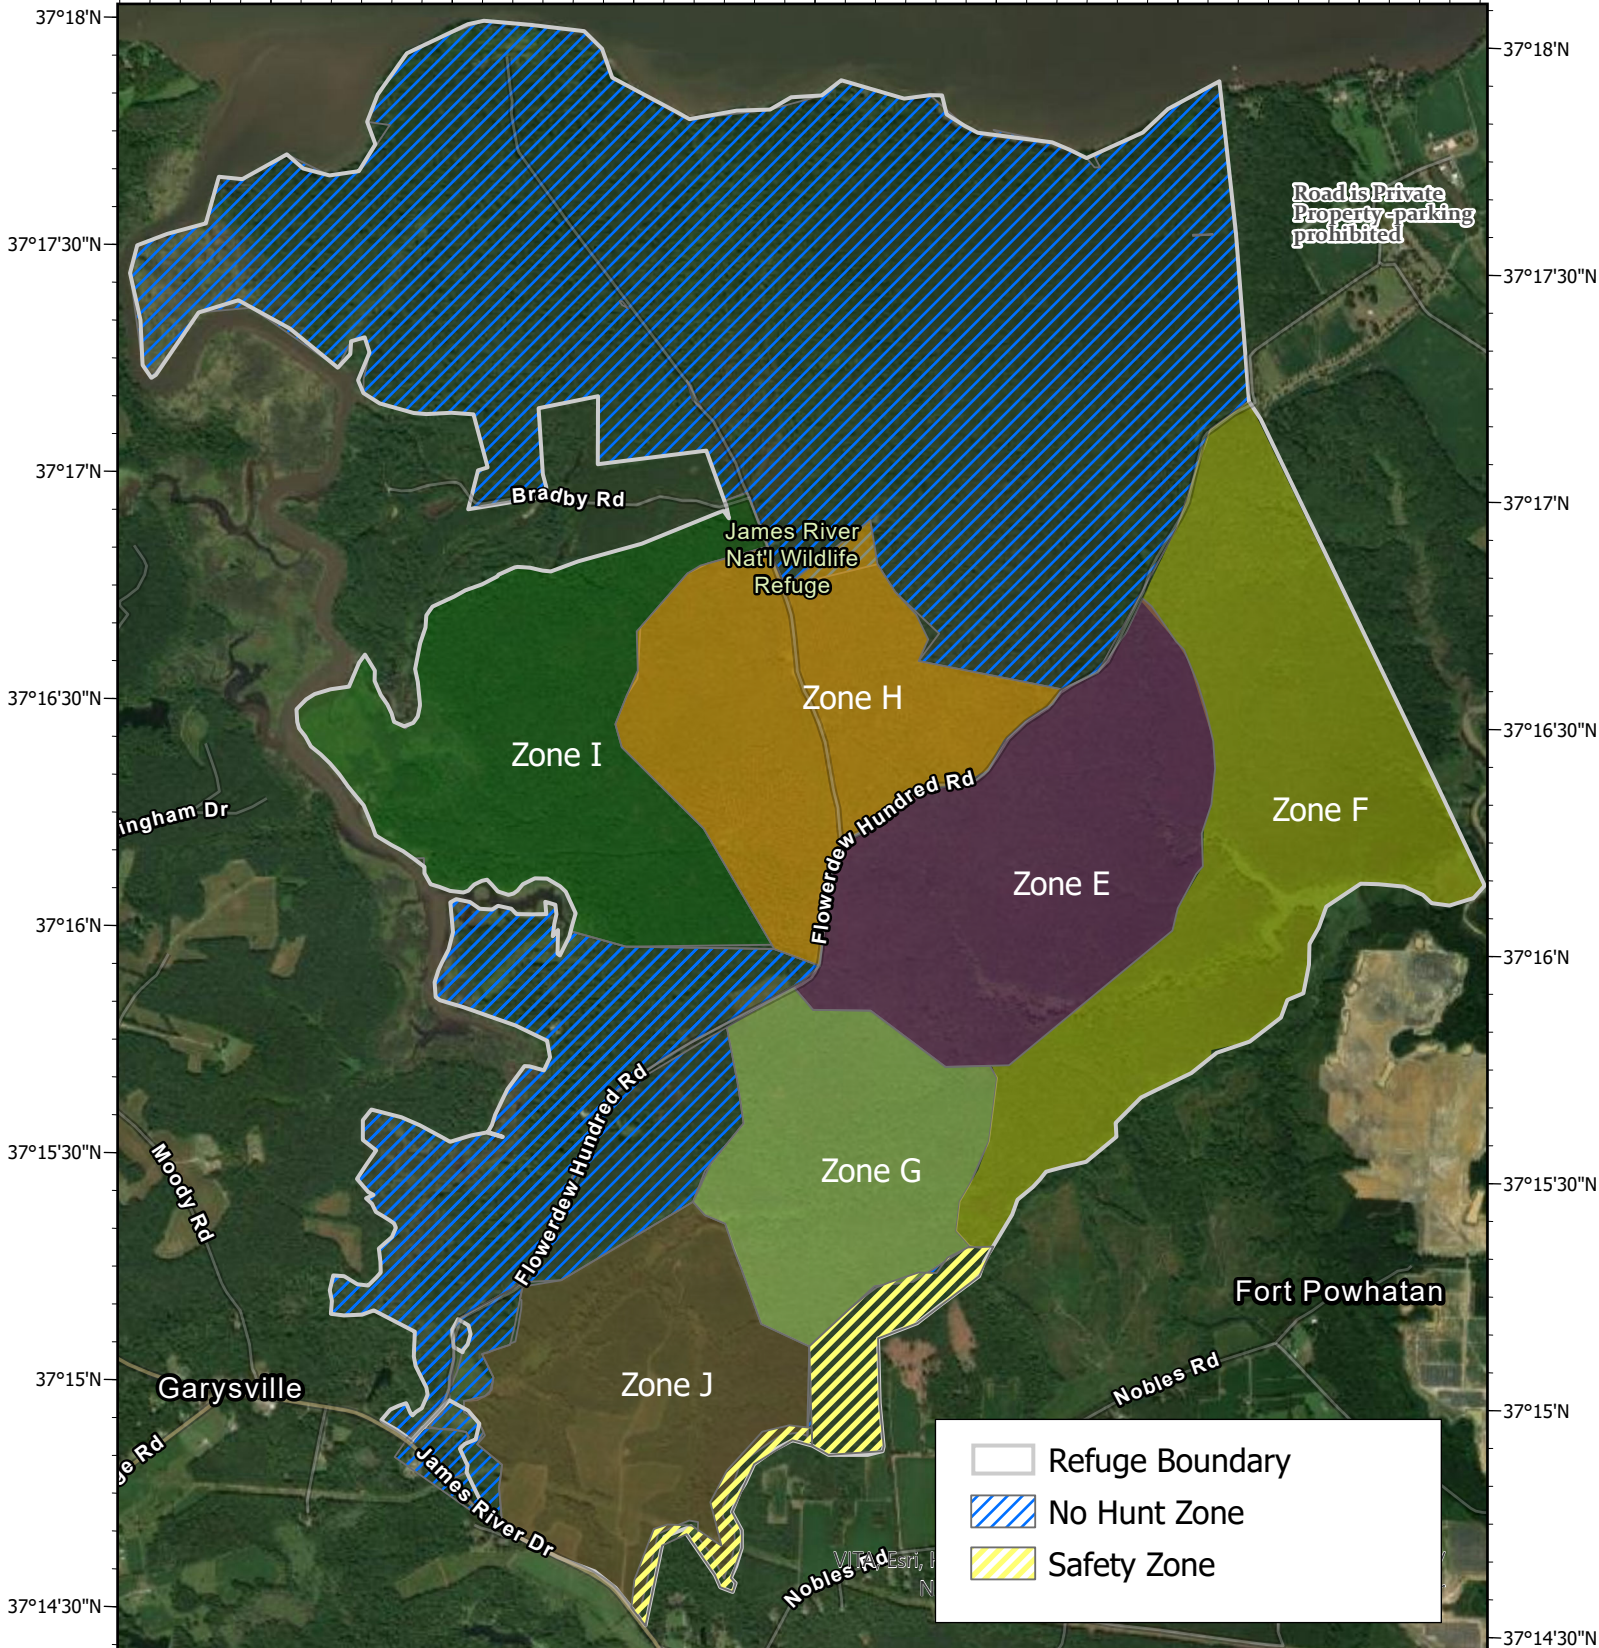 37°18'N
37°18'N
Road is Private
Property -parking
prohibited
37°17'30"N
37°17'30"N
37°17'N
Bradby Rd
37°17'N
James River
Nat'l Wildlife
Refuge
37°16'30"N
Zone H
37°16'30"N
Zone I
ingham Dr
Flowerdew Hundred Rd
Zone F
Zone E
37°16'N
37°16'N
Flowerdew Hundred Rd
37°15'30"N
Zone G
37°15'30"N
Moody Rd
Fort Powhatan
Nobles Rd
37°15'N
Garysville
Zone J
37°15'N
ge Rd
James River Dr
Refuge Boundary
No Hunt Zone
Safety Zone
VITA, Esri,
Nobles Rd
37°14'30"N
37°14'30"N